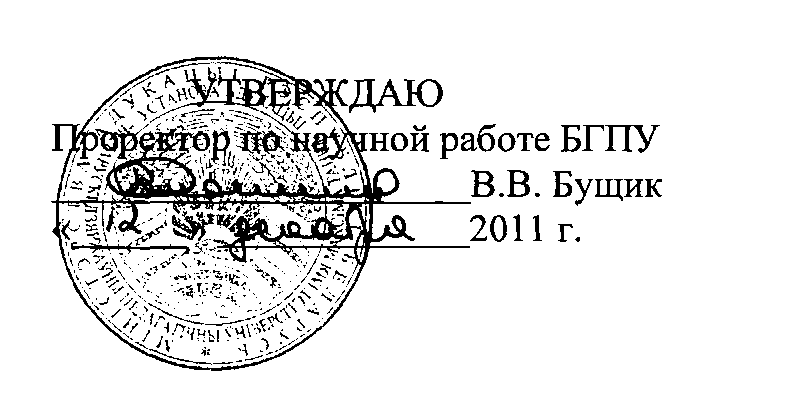 УТВЕРЖДАЮ
Проректор по научной работе БГПУ
В.В. Бущик
« 12 » декабря 2011 г.